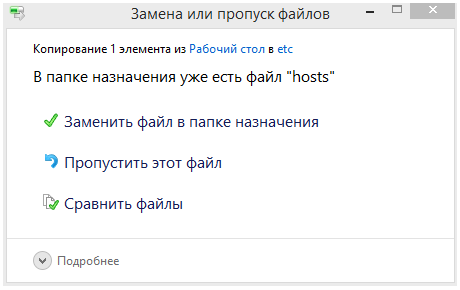 Замена или пропуск файлов
Копирование 1 элемента из Рабочий стол в etc
В папке назначения уже есть файл "hosts"
Заменить файл в папке назначения
Пропустить этот файл
Сравнить файлы
Подробнее